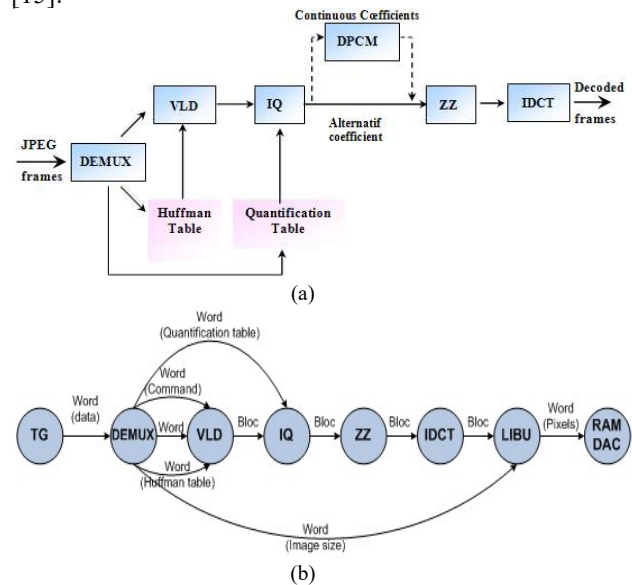 [15].
Continuous Cœfficients
DPCM
VLD
IQ
ZZ
IDCT
Decoded
frames
Alternatif
coefficient
JPEG
frames
DEMUX
Huffman
Table
Quantification
Table
(a)
Word
(Quantification table)
Word
(Command)
Word
(data)
TG
DEMUX
Word
VLD
Bloc
IQ
Bloc
ZZ
Bloc
IDCT
Bloc
LIBU
Word
(Pixels)
RAM
DAC
Word
(Huffman table)
Word
(Image size)
(b)